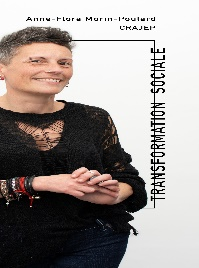 Anne-Flore Morin-Poulard
CRAJEP
TRANSFORMATION SOCIALE